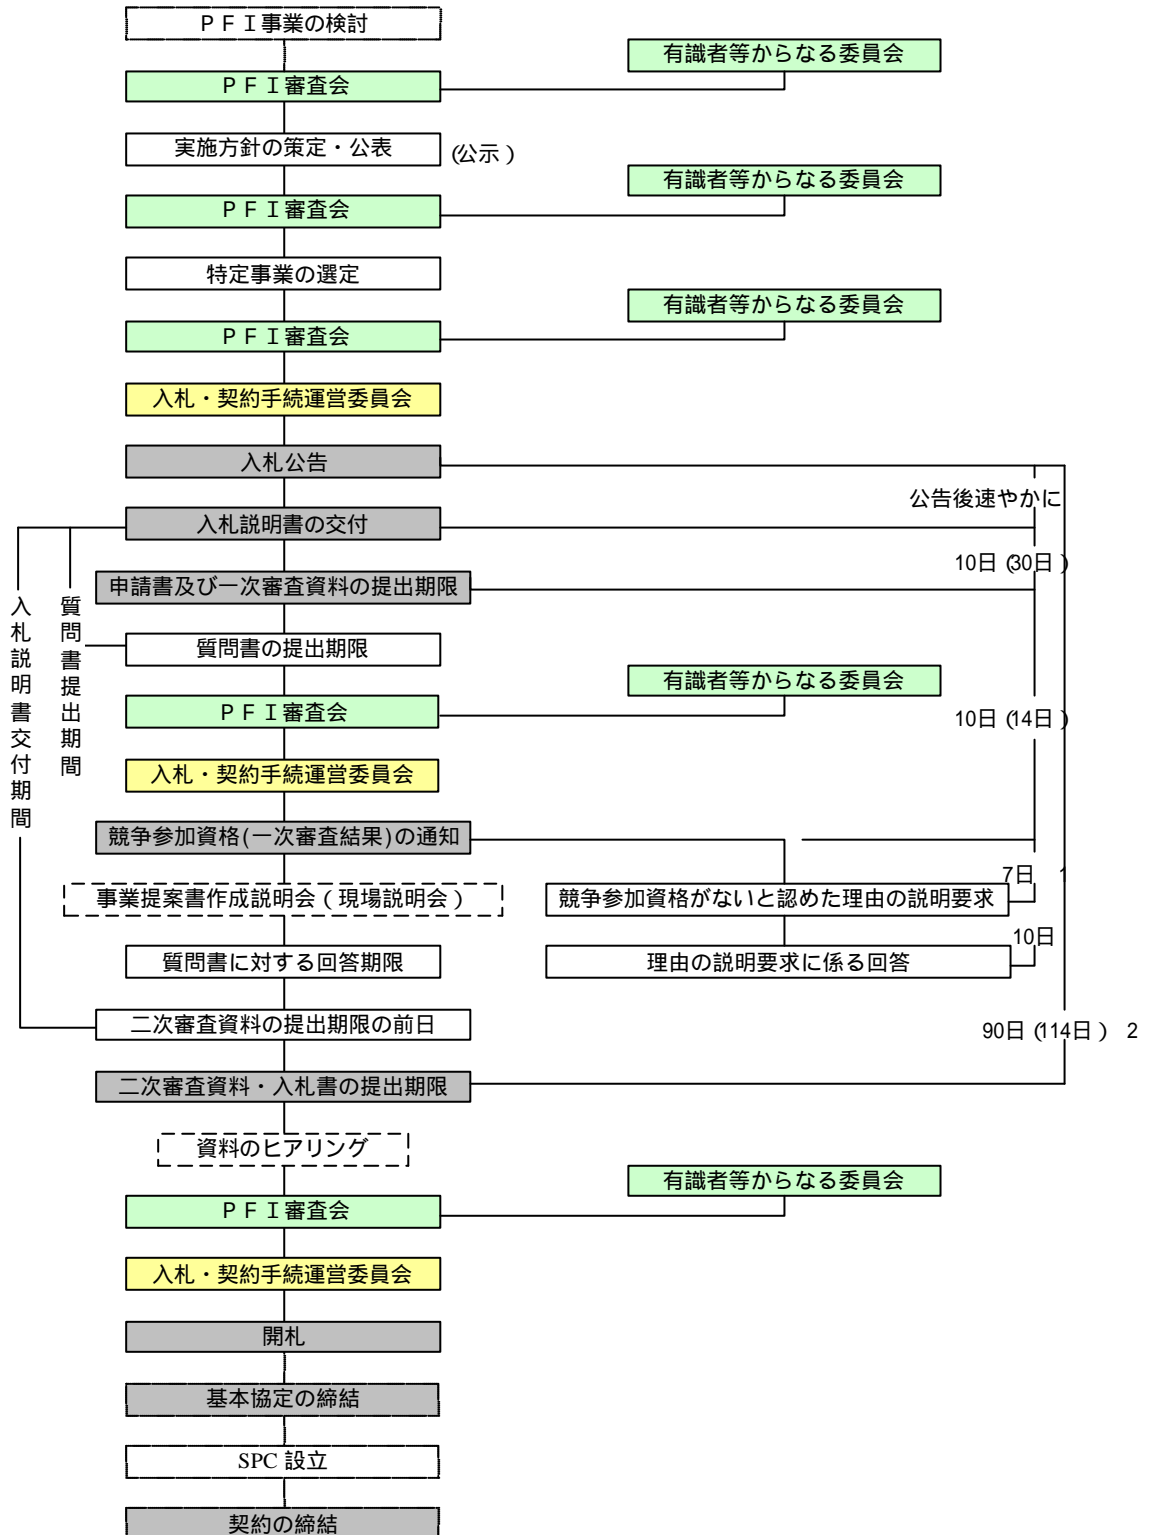 ＰＦＩ事業の検討
有識者等からなる委員会
ＰＦＩ審査会
実施方針の策定・公表
(公示）
有識者等からなる委員会
ＰＦＩ審査会
特定事業の選定
有識者等からなる委員会
ＰＦＩ審査会
入札・契約手続運営委員会
入札公告
公告後速やかに
入札説明書の交付
10日 (30日）
申請書及び一次審査資料の提出期限
入札説明書交付期間
質問書提出期間
質問書の提出期限
有識者等からなる委員会
ＰＦＩ審査会
10日 (14日）
入札・契約手続運営委員会
競争参加資格(一次審査結果)の通知
7日 1
事業提案書作成説明会（現場説明会）
競争参加資格がないと認めた理由の説明要求
10日
質問書に対する回答期限
理由の説明要求に係る回答
二次審査資料の提出期限の前日
90日 (114日） 2
二次審査資料・入札書の提出期限
資料のヒアリング
有識者等からなる委員会
ＰＦＩ審査会
入札・契約手続運営委員会
開札
基本協定の締結
SPC 設立
契約の締結